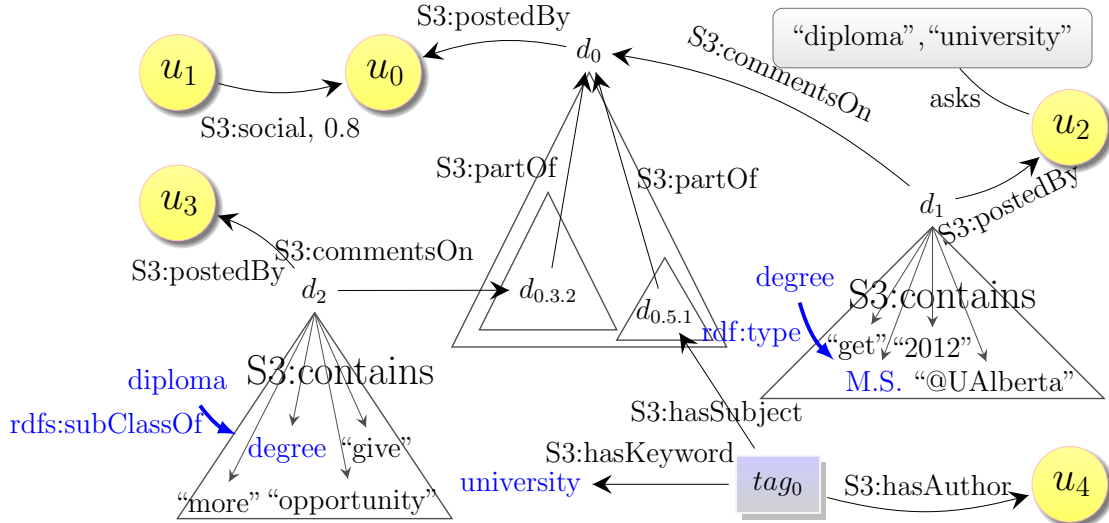 S3:postedBy
“diploma”,“university”
d0
u1
u0
S3:commentsOn
asks
u2
S3:social, 0.8
S3:partOf
S3:partOf
u3
d1
S3:postedBy
S3:commentsOn
S3:postedBy
degree
d2
d0.3.2
d0.5.1
S3:contains
rdf:type
“get” “2012”
S3:contains
diploma
M.S. “@UAlberta”
rdfs:subClassOf
S3:hasSubject
degree “give”
S3:hasKeyword
university
tag0
S3:hasAuthor
u4
“more” “opportunity”